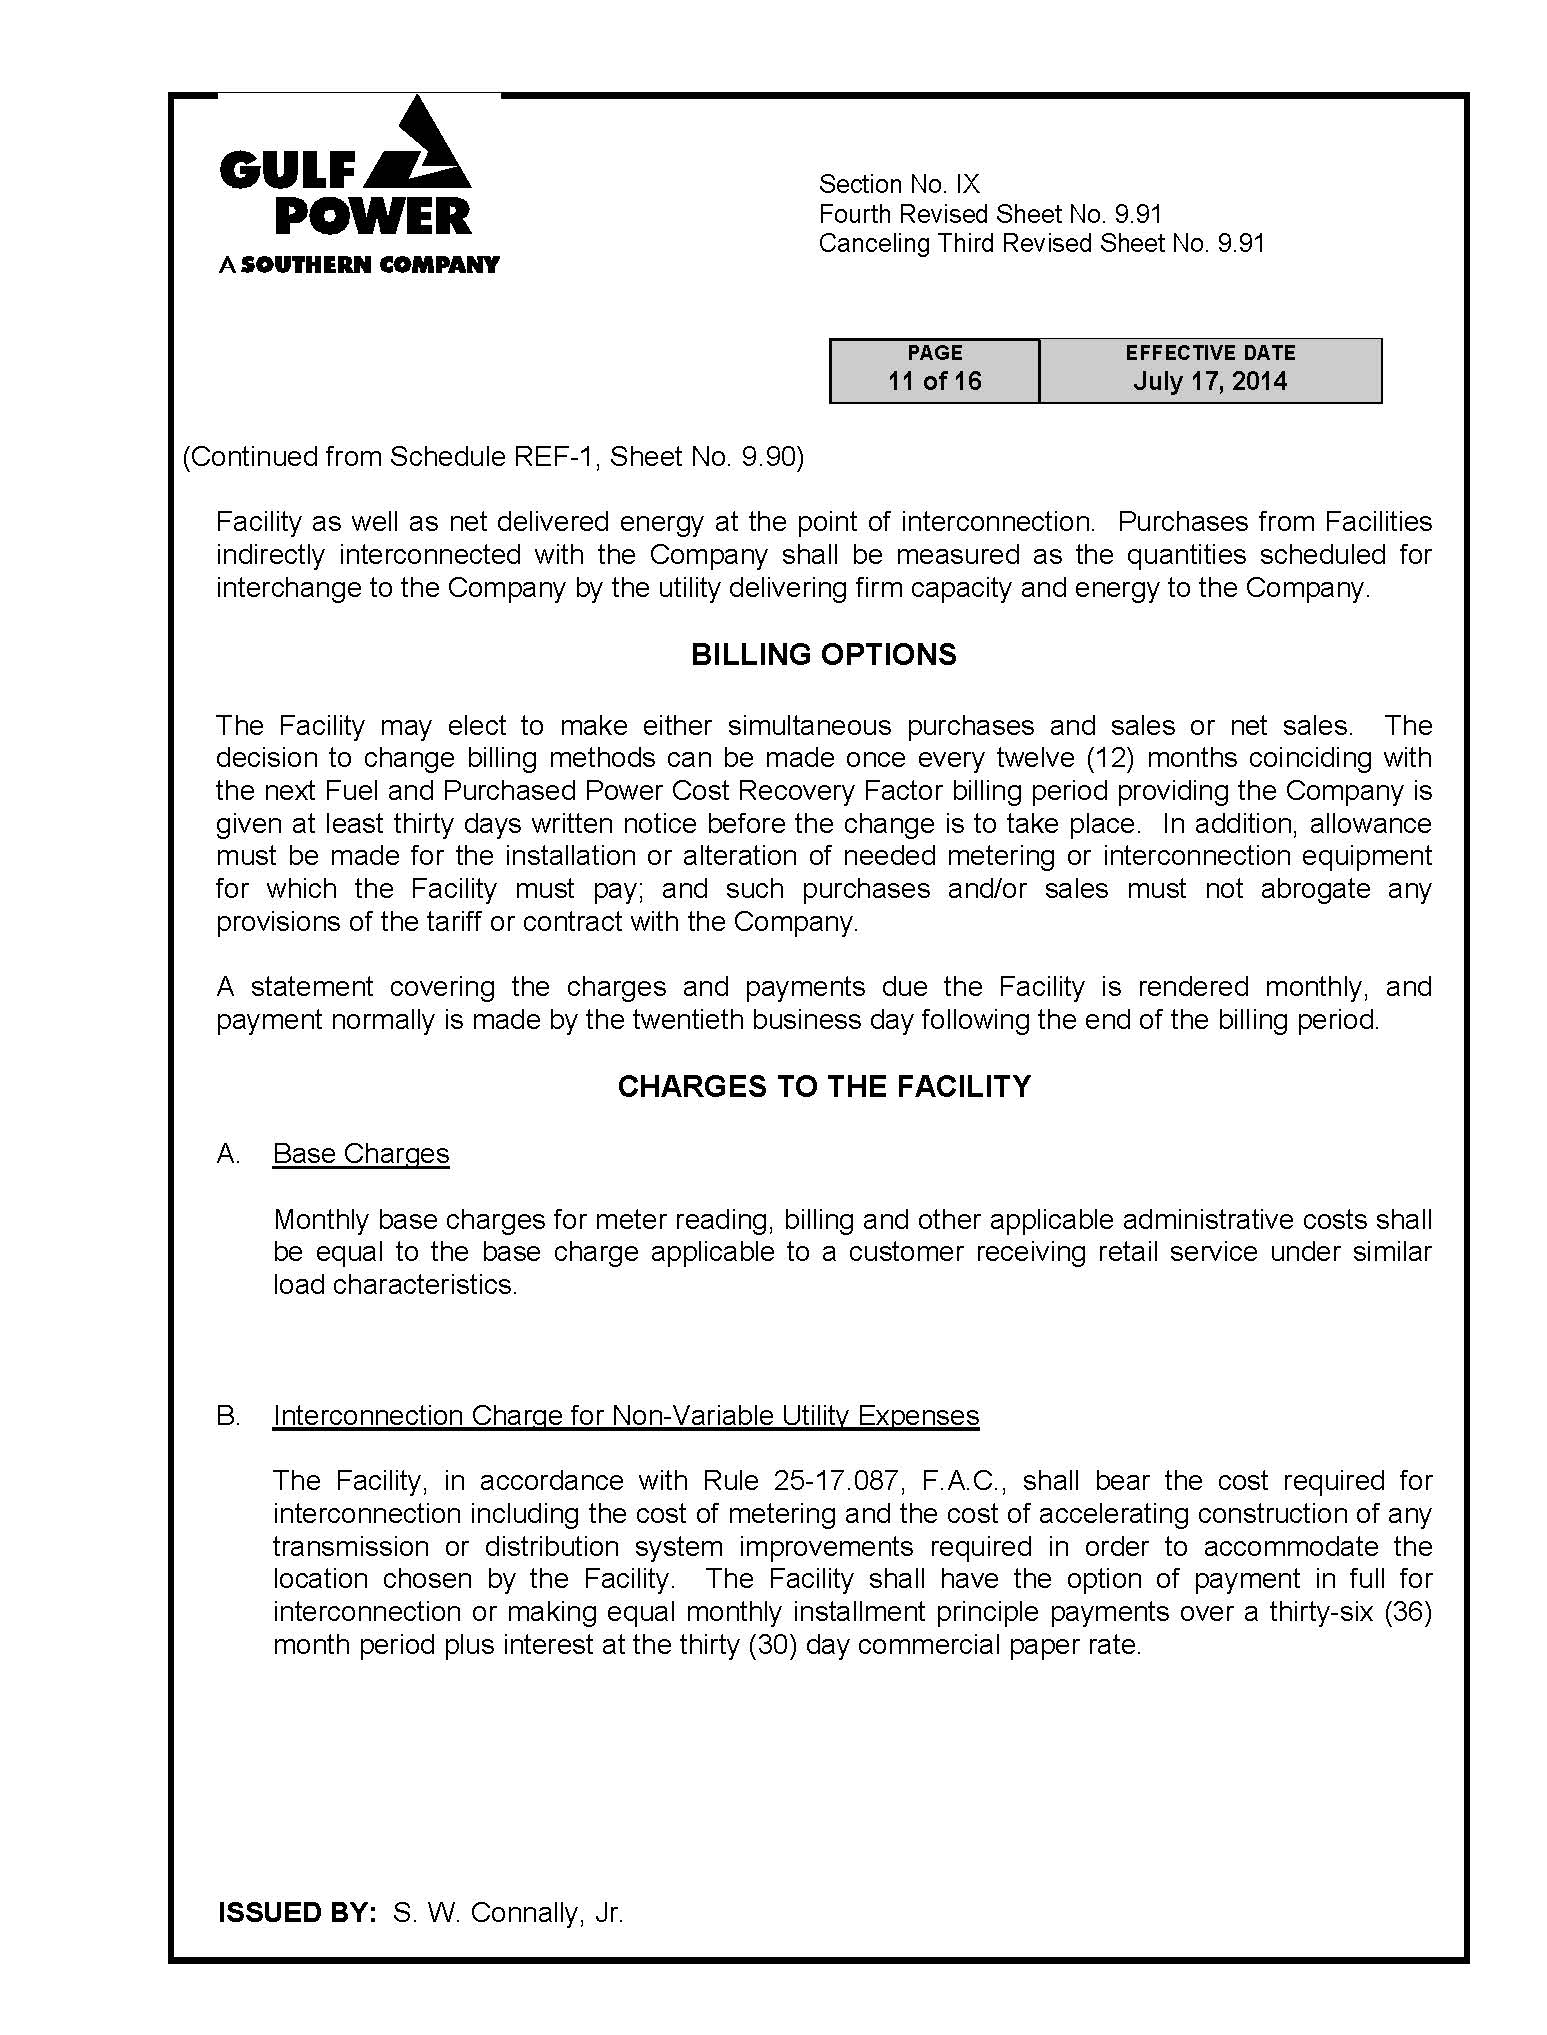 GULF
POWER
A SOUTHERN COMPANY
Section No. IX
Fourth Revised Sheet No. 9.91
Canceling Third Revised Sheet No. 9.91
PAGE
11 of 16
EFFECTIVE DATE
July 17, 2014
(Continued from Schedule REF-1, Sheet No. 9.90)
Facility as well as net delivered energy at the point of interconnection. Purchases from Facilities
indirectly interconnected with the Company shall be measured as the quantities scheduled for
interchange to the Company by the utility delivering firm capacity and energy to the Company.
BILLING OPTIONS
The Facility may elect to make either simultaneous purchases and sales or net sales. The
decision to change billing methods can be made once every twelve (12) months coinciding with
the next Fuel and Purchased Power Cost Recovery Factor billing period providing the Company is
given at least thirty days written notice before the change is to take place. In addition, allowance
must be made for the installation or alteration of needed metering or interconnection equipment
for which the Facility must pay; and such purchases and/or sales must not abrogate any
provisions of the tariff or contract with the Company.
A statement covering the charges and payments due the Facility is rendered monthly, and
payment normally is made by the twentieth business day following the end of the billing period.
CHARGES TO THE FACILITY
A. Base Charges
Monthly base charges for meter reading, billing and other applicable administrative costs shall
be equal to the base charge applicable to a customer receiving retail service under similar
load characteristics.
B. Interconnection Charge for Non-Variable Utility Expenses
The Facility, in accordance with Rule 25-17.087, F.A.C., shall bear the cost required for
interconnection including the cost of metering and the cost of accelerating construction of any
transmission or distribution system improvements required in order to accommodate the
location chosen by the Facility. The Facility shall have the option of payment in full for
interconnection or making equal monthly installment principle payments over a thirty-six (36)
month period plus interest at the thirty (30) day commercial paper rate.
ISSUED BY: S. W. Connally, Jr.